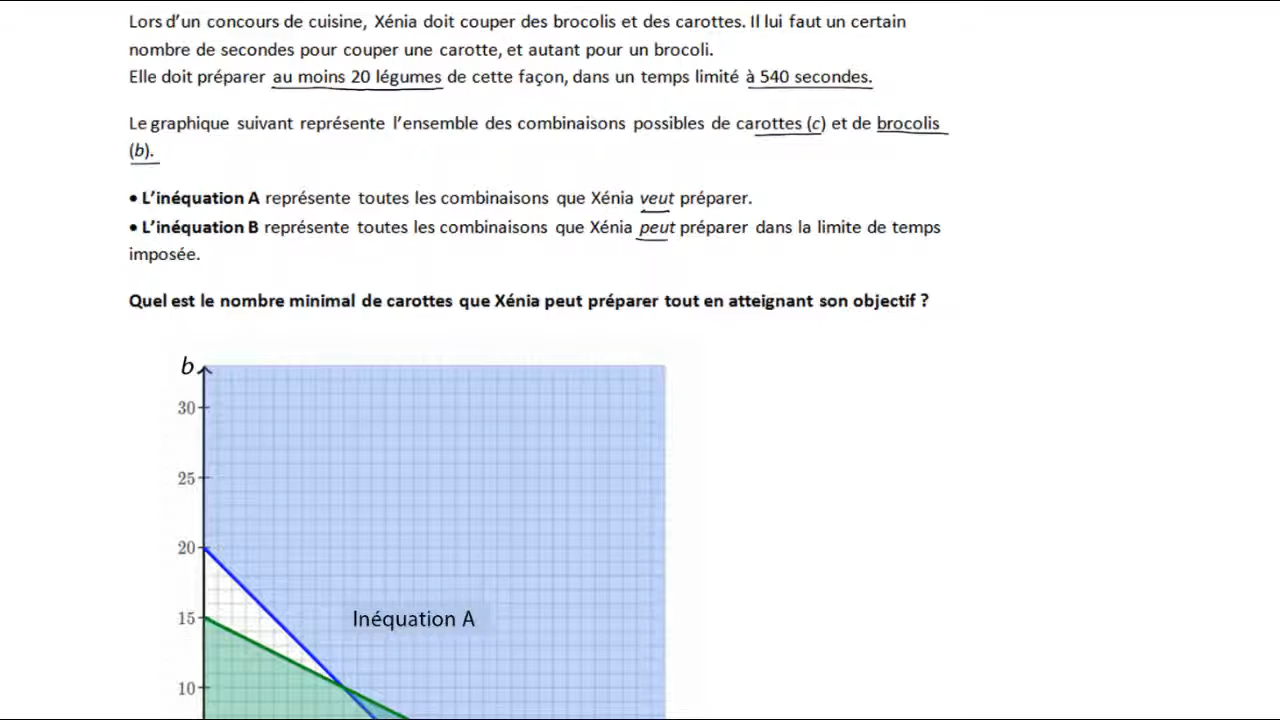 Lors d’un concours de cuisine, Xénia doit couper des brocolis et des carottes. Il lui faut un certain
nombre de secondes pour couper une carotte, et autant pour un brocoli.
Elle doit préparer au moins 20 légumes de cette façon, dans un temps limité à 540 secondes.
Le graphique suivant représente l’ensemble des combinaisons possibles de carottes (c) et de brocolis
(b).
• L’inéquation A représente toutes les combinaisons que Xénia veut préparer.
• L’inéquation B représente toutes les combinaisons que Xénia peut préparer dans la limite de temps
imposée.
Quel est le nombre minimal de carottes que Xénia peut préparer tout en atteignant son objectif ?
b
30
25
20
Inéquation A
15
10